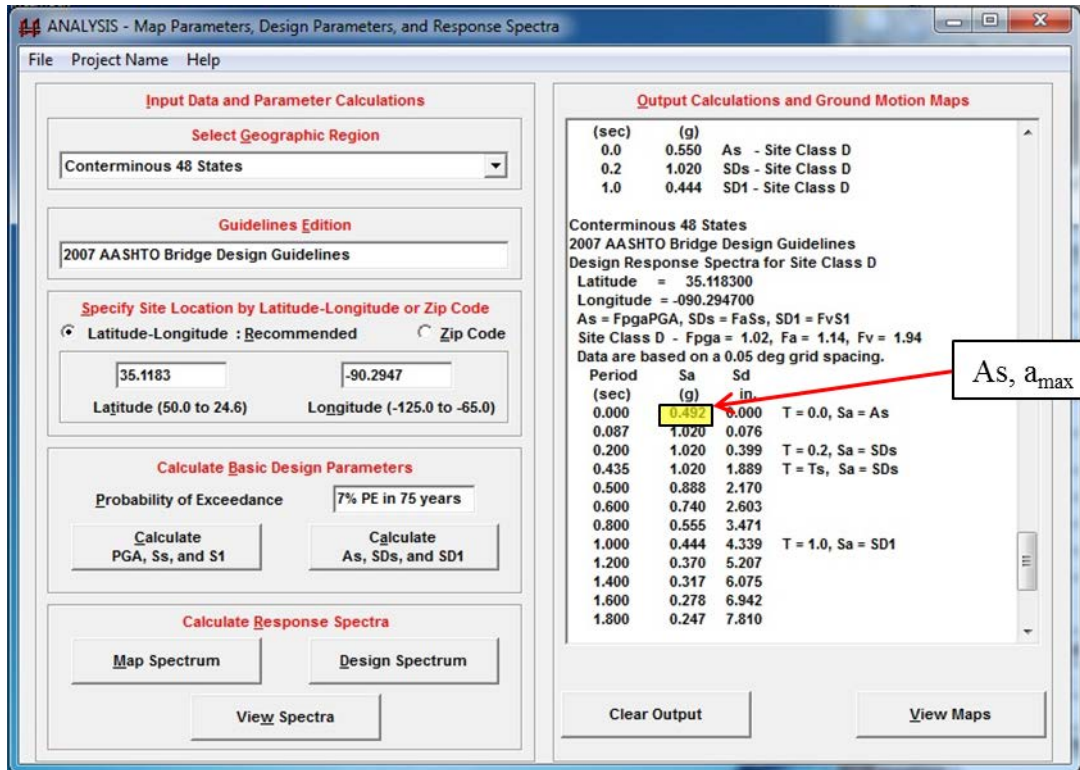 ANALYSIS - Map Parameters, Design Parameters, and Response Spectra
File Project Name Help
Input Data and Parameter Calculations
Select Geographic Region
Conterminous 48 States
Guidelines Edition
2007 AASHTO Bridge Design Guidelines
Specify Site Location by Latitude-Longitude or Zip Code
Latitude-Longitude : Recommended Zip Code
35.1183 -90.2947
Latitude (50.0 to 24.6) Longitude (-125.0 to -65.0)
Calculate Basic Design Parameters
Probability of Exceedance 7% PE in 75 years
Calculate
PGA, Ss, and S1
Calculate
As, SDs, and SD1
Calculate Response Spectra
Map Spectrum Design Spectrum
View Spectra
Output Calculations and Ground Motion Maps
(sec) (g)
0.0 0.550 As - Site Class D
0.2 1.020 SDs - Site Class D
1.0 0.444 SD1 - Site Class D
Conterminous 48 States
2007 AASHTO Bridge Design Guidelines
Design Response Spectra for Site Class D
Latitude = 35.118300
Longitude = -090.294700
As = FpgaPGA, SDs = FaSs, SD1 = FvS1
Site Class D - Fpga = 1.02, Fa = 1.14, Fv = 1.94
Data are based on a 0.05 deg grid spacing.
Period Sa Sd
(sec) (g) in.
0.000 0.492 0.000 T = 0.0, Sa = As
0.087 1.020 0.076
0.200 1.020 0.399 T = 0.2, Sa = SDs
0.435 1.020 1.889 T = Ts, Sa = SDs
0.500 0.888 2.170
0.600 0.740 2.603
0.800 0.555 3.471
1.000 0.444 4.339 T = 1.0, Sa = SD1
1.200 0.370 5.207
1.400 0.317 6.075
1.600 0.278 6.942
1.800 0.247 7.810
As, amax
Clear Output View Maps